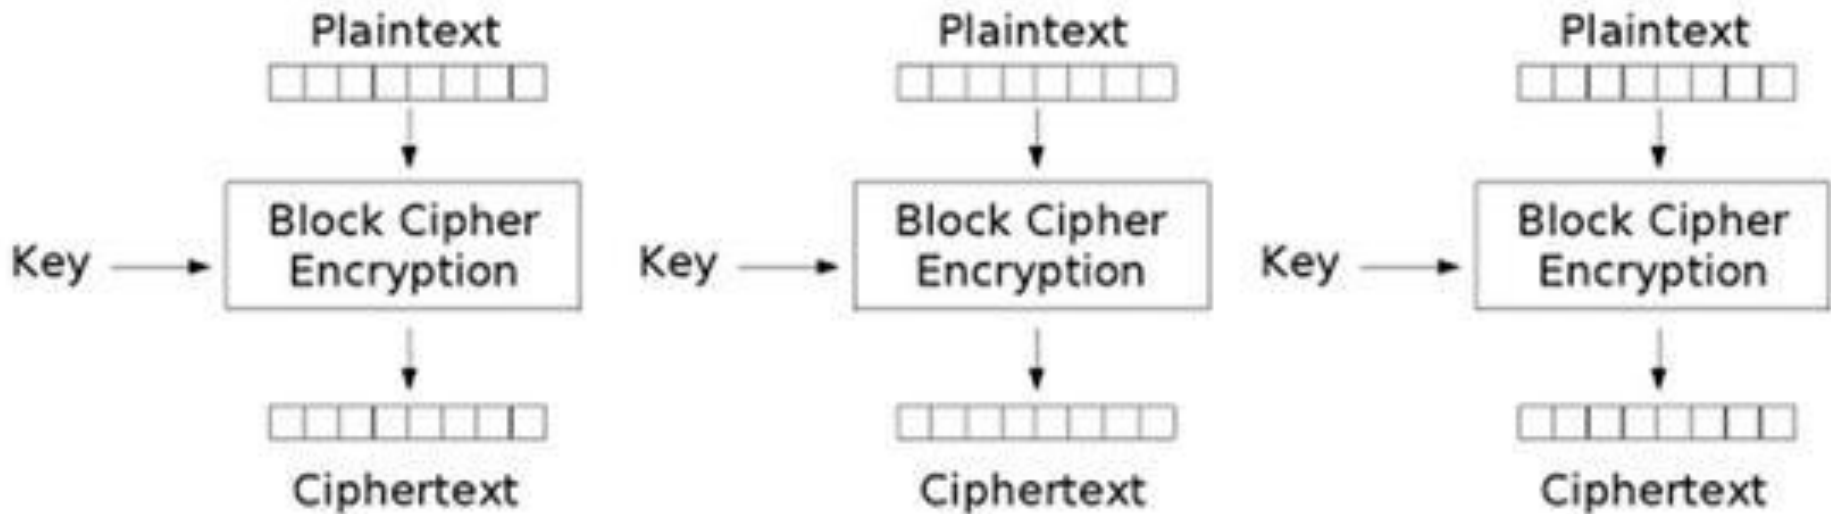 Plaintext
Plaintext
Plaintext
Block Cipher
Encryption
Block Cipher
Encryption
Block Cipher
Encryption
Key
Key
Key
Ciphertext
Ciphertext
Ciphertext